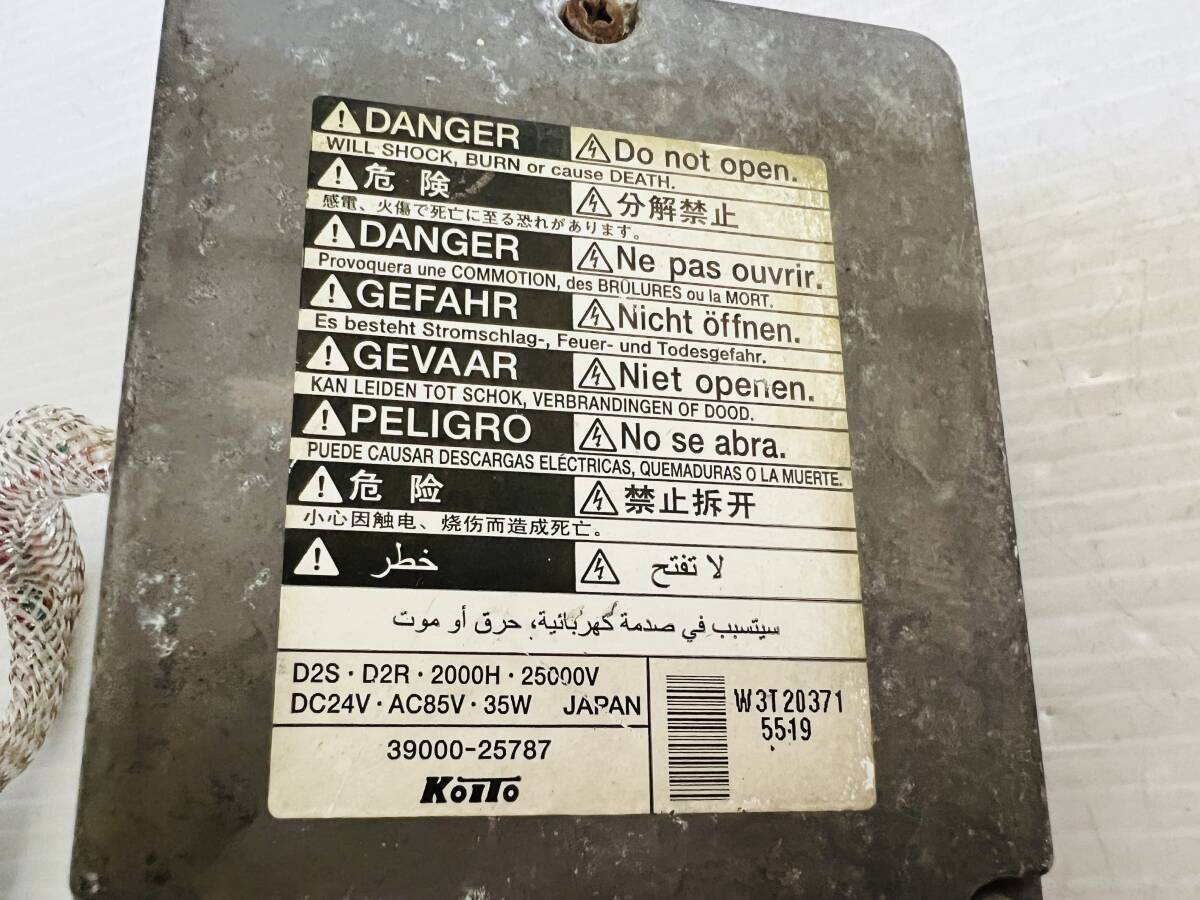 DANGER
Do not open.
WILL SHOCK, BURN or cause DEATH.
危 険
分解禁止
感電、火傷で死亡に至る恐れがあります。
DANGER
Ne pas ouvrir.
Provoquera une COMMOTION, des BRÛLURES ou la MORT.
GEFAHR
Nicht öffnen.
Es besteht Stromschlag-, Feuer- und Todesgefahr.
GEVAAR
Niet openen.
KAN LEIDEN TOT SCHOK, VERBRANDINGEN OF DOOD.
PELIGRO
No se abra.
PUEDE CAUSAR DESCARGAS ELÉCTRICAS, QUEMADURAS O LA MUERTE.
危 险
禁止拆开
小心因触电、烧伤而造成死亡。
خطر
لا تفتح
سيتسبب في صدمة كهربائية، حرق أو موت
D2S・D2R・2000H・25000V
DC24V・AC85V・35W JAPAN
39000-25787
KOITO
W3T20371
5519